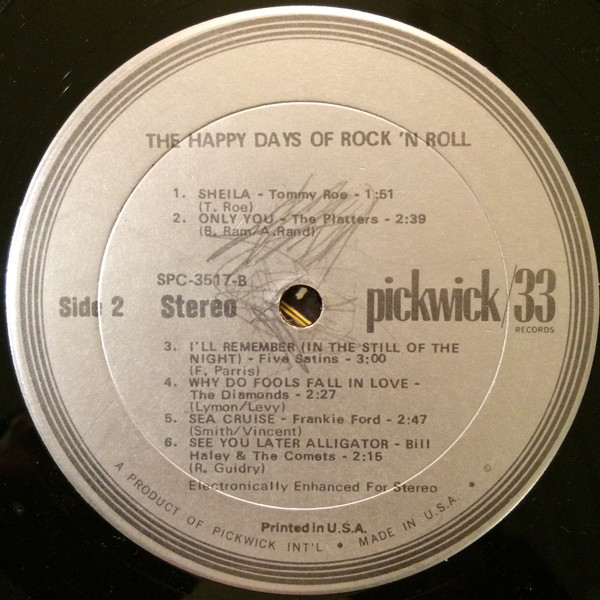 THE HAPPY DAYS OF ROCK 'N ROLL
1. SHEILA - Tommy Roe - 1:51
(T. Roe)
2. ONLY YOU - The Platters - 2:39
(B. Ram/A.Rand)
SPC-3517-B
Side 2 Stereo pickwick/33
RECORDS
3. I'LL REMEMBER (IN THE STILL OF THE
NIGHT) - Five Satins - 3:00
(F. Parris)
4. WHY DO FOOLS FALL IN LOVE -
The Diamonds - 2:27
(Lymon/Levy)
5. SEA CRUISE - Frankie Ford - 2:47
(Smith/Vincent)
6. SEE YOU LATER ALLIGATOR - Bill
Haley & The Comets - 2:15
(R. Guidry)
Electronically Enhanced For Stereo
Printed in U.S.A.
A PRODUCT OF PICKWICK INT'L • MADE IN U.S.A. • ©